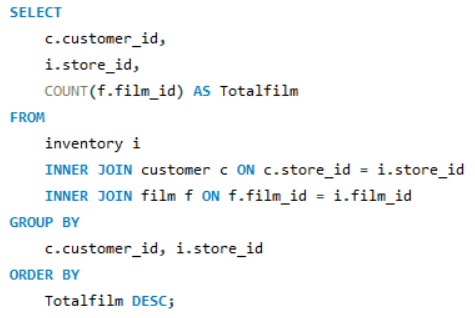 SELECT
    c.customer_id,
    i.store_id,
    COUNT(f.film_id) AS Totalfilm
FROM
    inventory i
    INNER JOIN customer c ON c.store_id = i.store_id
    INNER JOIN film f ON f.film_id = i.film_id
GROUP BY
    c.customer_id, i.store_id
ORDER BY
    Totalfilm DESC;